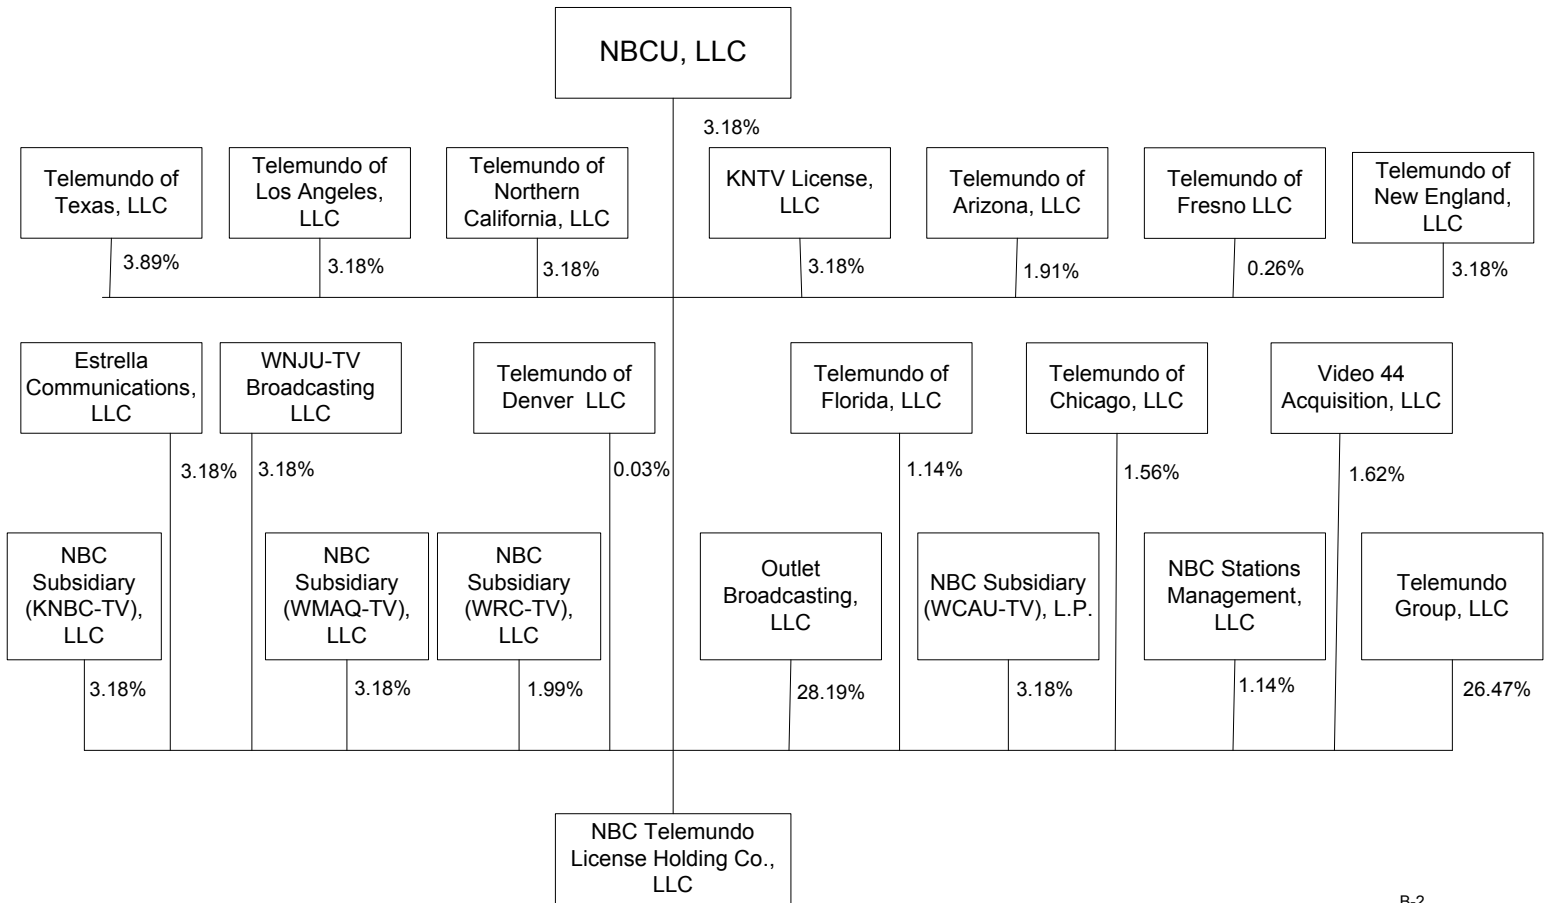 NBCU, LLC
3.18%
Telemundo of
Texas, LLC
Telemundo of
Los Angeles,
LLC
Telemundo of
Northern
California, LLC
KNTV License,
LLC
Telemundo of
Arizona, LLC
Telemundo of
Fresno LLC
Telemundo of
New England,
LLC
3.89%
3.18%
3.18%
3.18%
1.91%
0.26%
3.18%
Estrella
Communications,
LLC
WNJU-TV
Broadcasting
LLC
Telemundo of
Denver LLC
Telemundo of
Florida, LLC
Telemundo of
Chicago, LLC
Video 44
Acquisition, LLC
3.18%
3.18%
0.03%
1.14%
1.56%
1.62%
NBC
Subsidiary
(KNBC-TV),
LLC
NBC
Subsidiary
(WMAQ-TV),
LLC
NBC
Subsidiary
(WRC-TV),
LLC
Outlet
Broadcasting,
LLC
NBC Subsidiary
(WCAU-TV), L.P.
NBC Stations
Management,
LLC
Telemundo
Group, LLC
3.18%
3.18%
1.99%
28.19%
3.18%
1.14%
26.47%
NBC Telemundo
License Holding Co.,
LLC
B-2